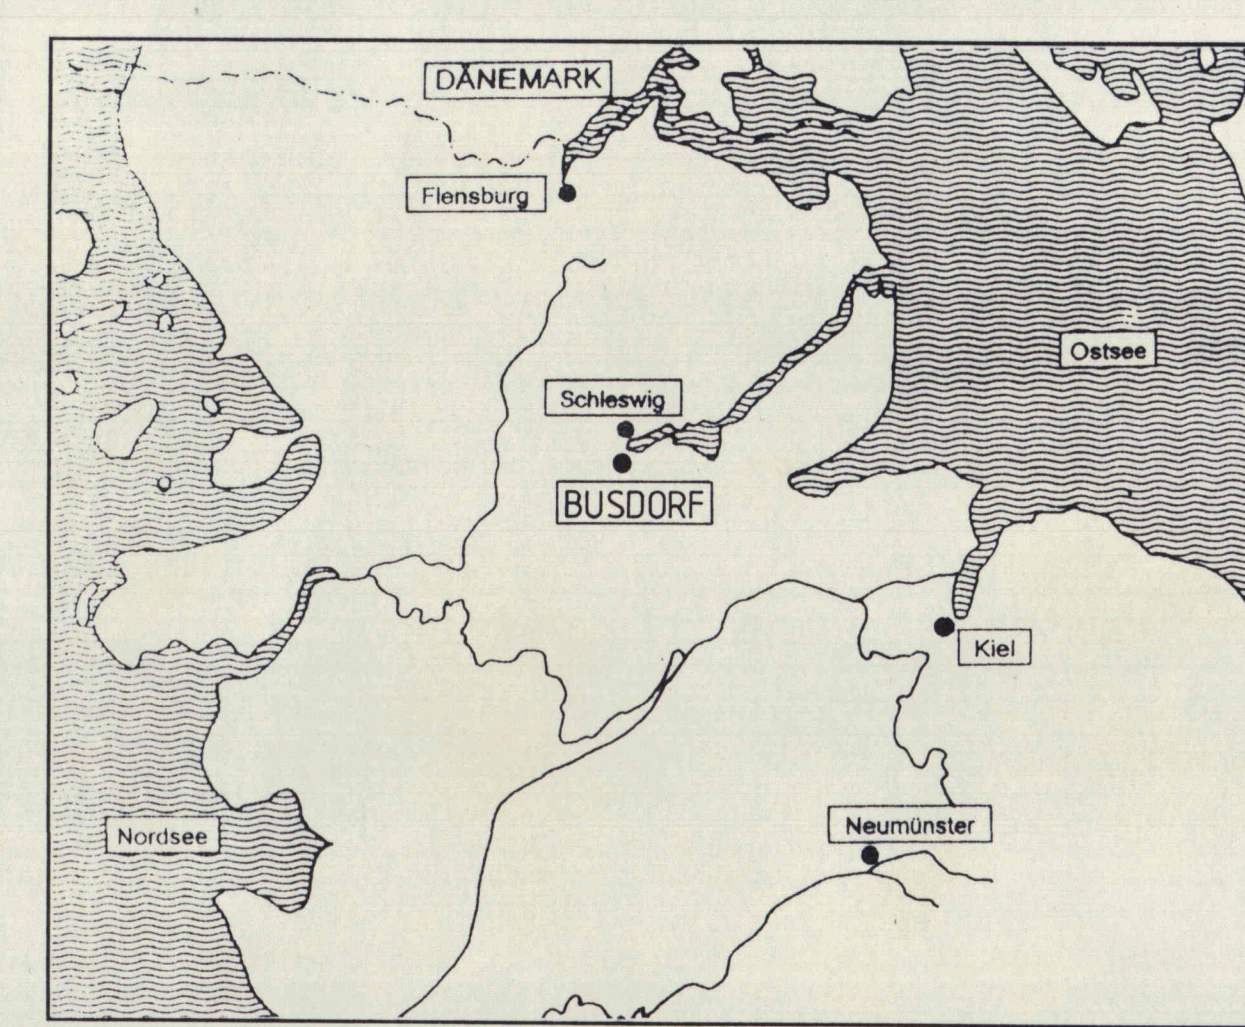 DÄNEMARK
Flensburg
Ostsee
Schleswig
BUSDORF
Kiel
Neumünster
Nordsee